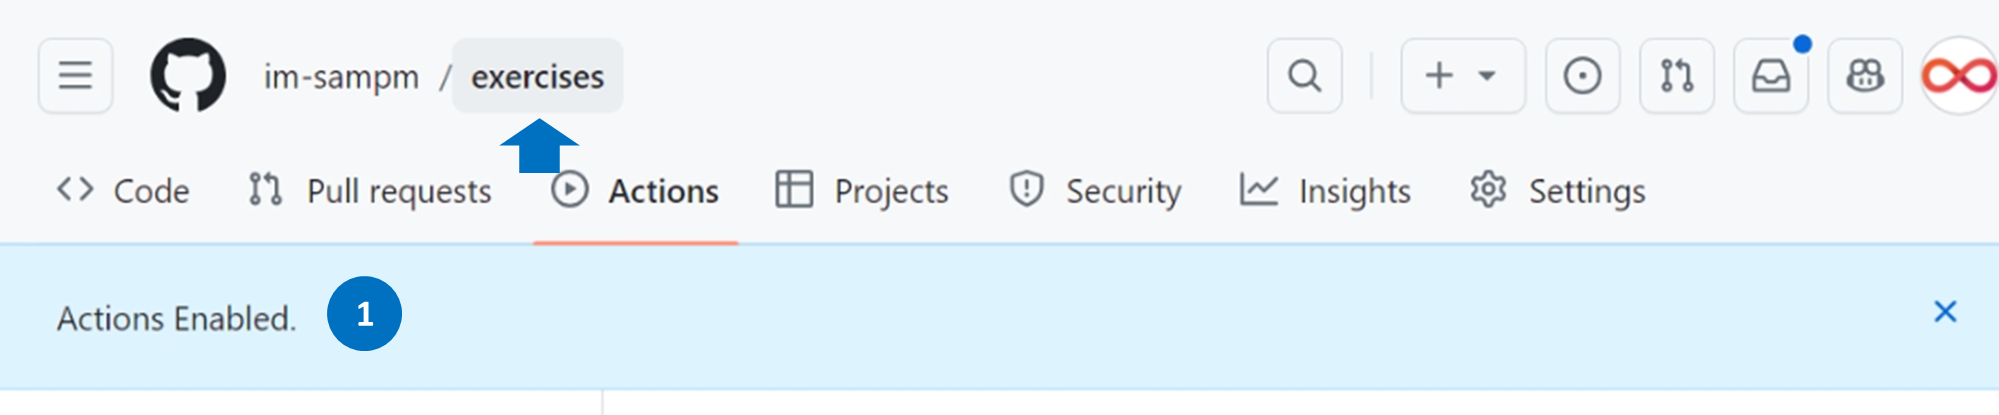 im-sampm / exercises
Code Pull requests Actions Projects Security Insights Settings
Actions Enabled. 1